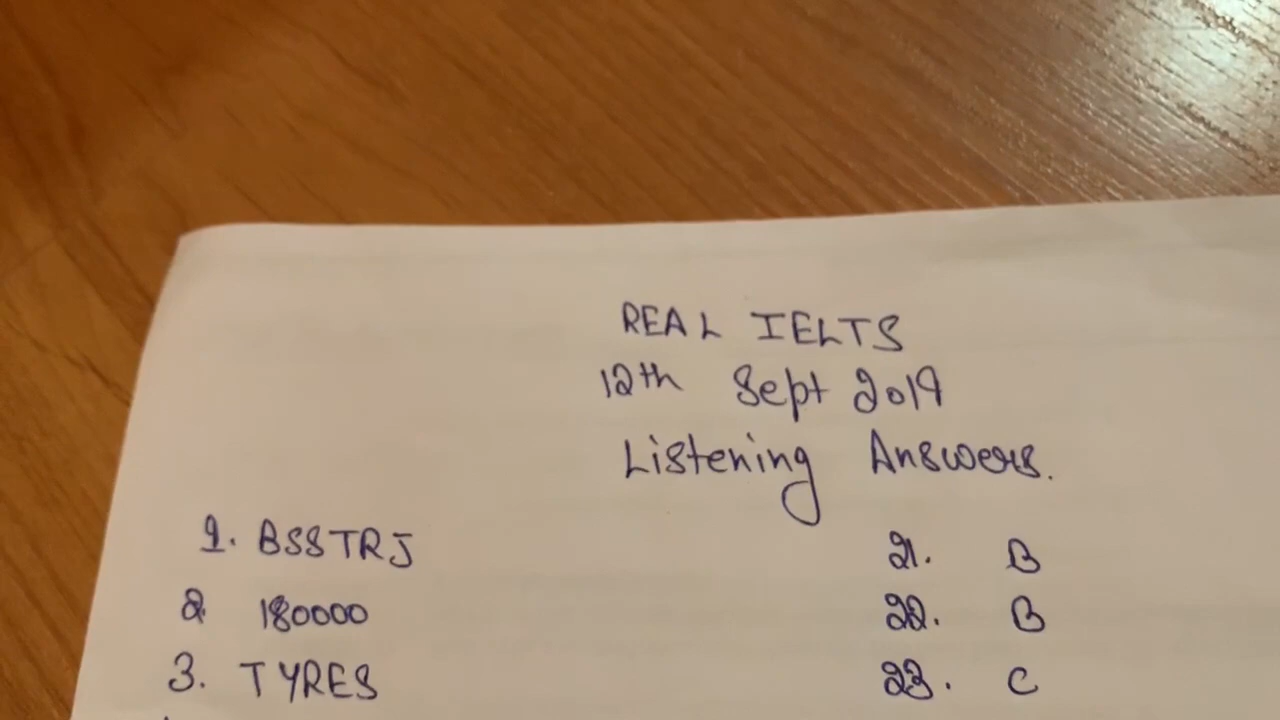 REAL IELTS
12th Sept 2019
Listening Answers.
1. BSSTRJ
2. 180000
3. TYRES
21. B
22. B
23. C